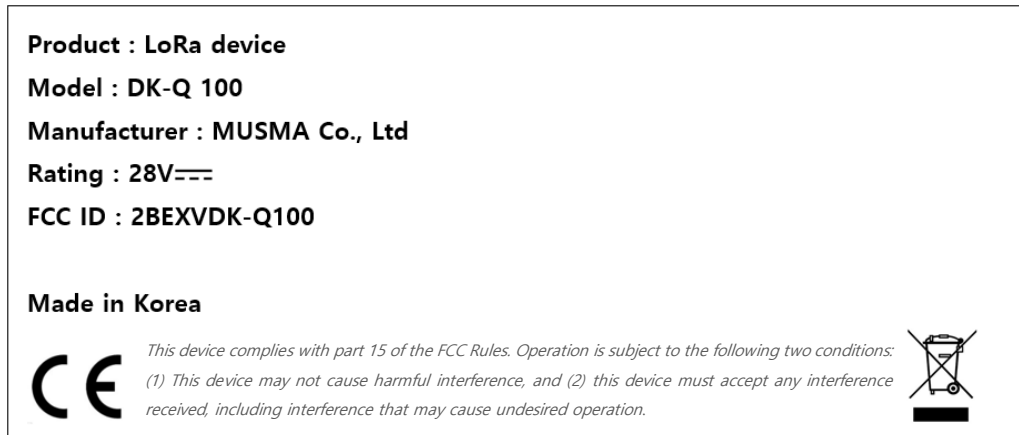 Product : LoRa device
Model : DK-Q 100
Manufacturer : MUSMA Co., Ltd
Rating : 28V⎓
FCC ID : 2BEXVDK-Q100
Made in Korea
CE
This device complies with part 15 of the FCC Rules. Operation is subject to the following two conditions:
(1) This device may not cause harmful interference, and (2) this device must accept any interference
received, including interference that may cause undesired operation.